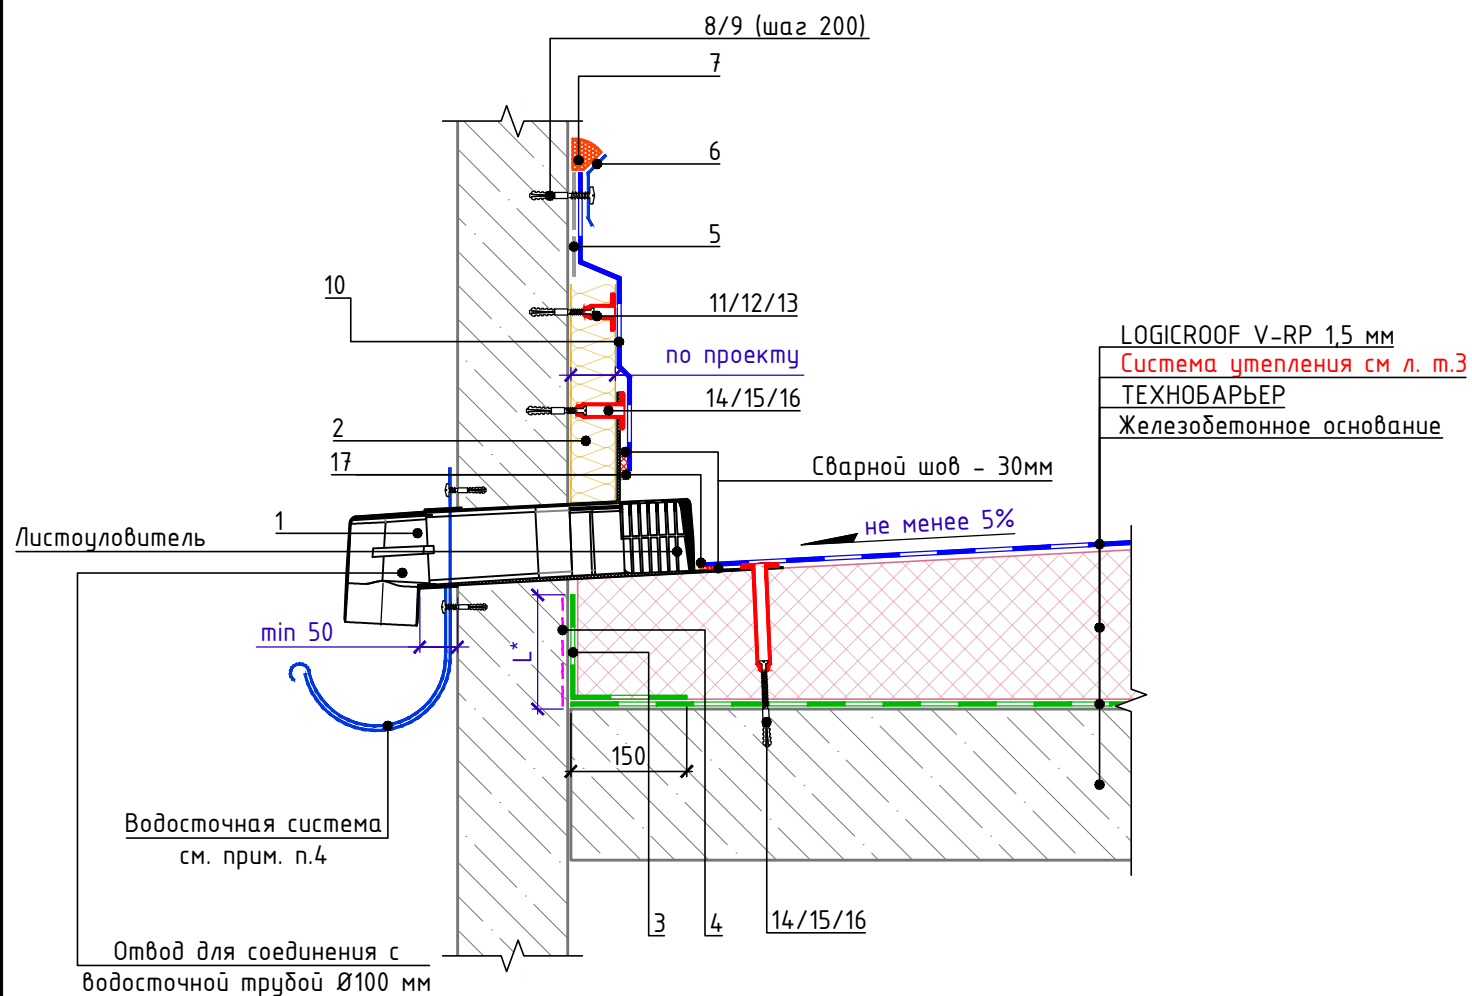 8/9 (шаг 200)
7
6
5
10
11/12/13
по проекту
14/15/16
2
17
Сварной шов - 30мм
LOGICROOF V-RP 1,5 мм
Система утепления см л. т.3
ТЕХНОБАРЬЕР
Железобетонное основание
1
Листоуловитель
не менее 5%
min 50
L*
150
Водосточная система
см. прим. п.4
3
4
14/15/16
Отвод для соединения с
водосточной трубой Ø100 мм